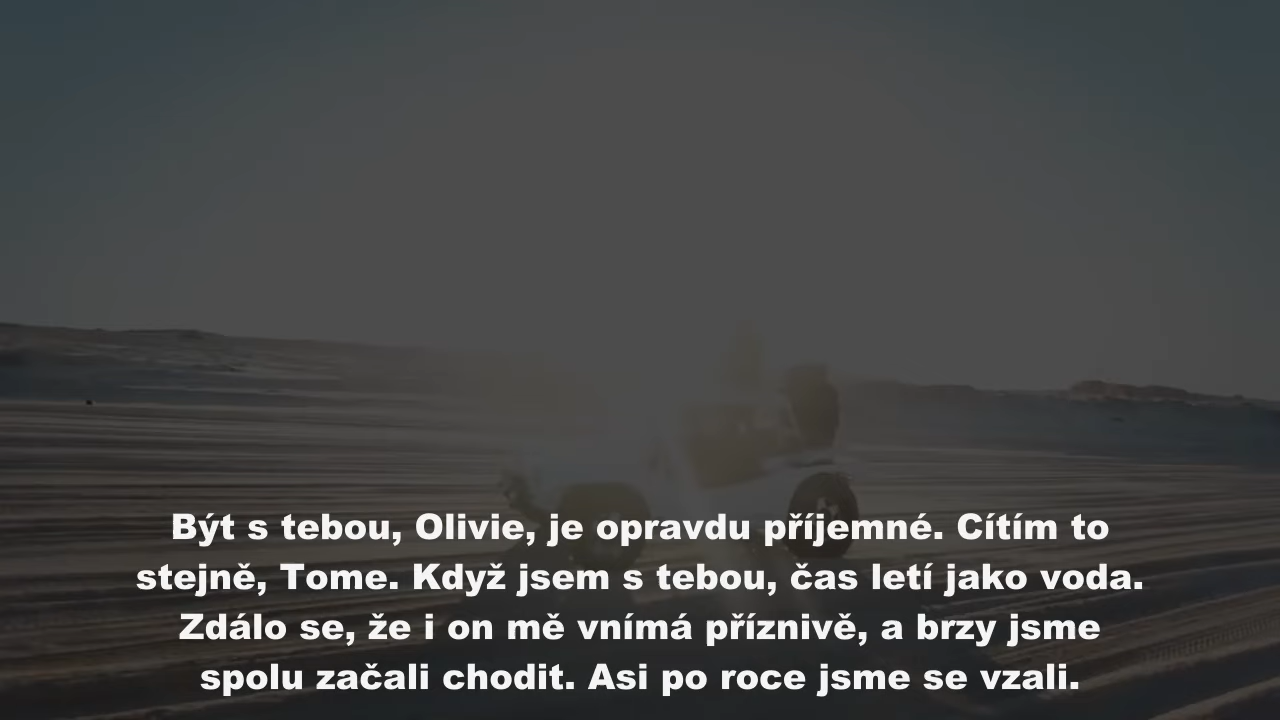 Být s tebou, Olivie, je opravdu příjemné. Cítím to
stejně, Tome. Když jsem s tebou, čas letí jako voda.
Zdálo se, že i on mě vnímá příznivě, a brzy jsme
spolu začali chodit. Asi po roce jsme se vzali.